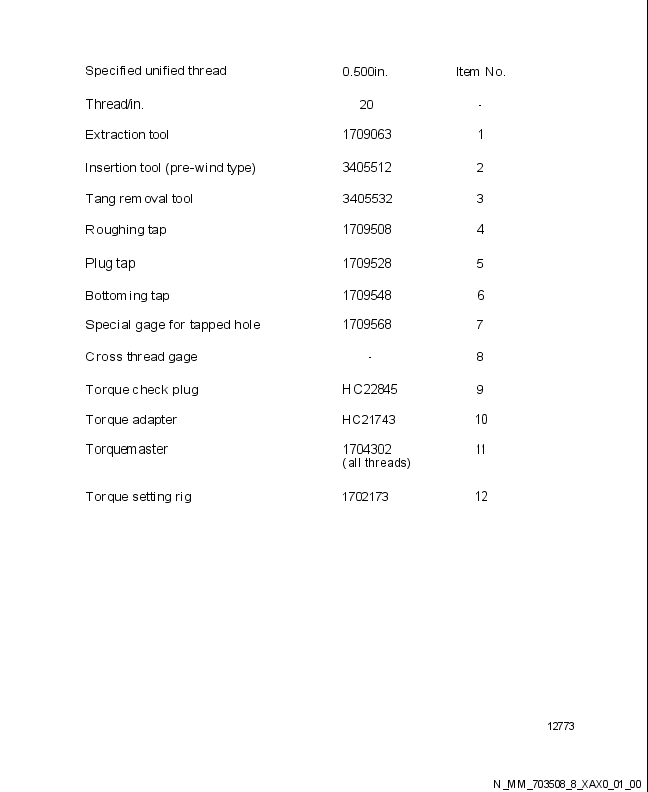 Specified unified thread 0.500in. Item No.
Thread/in. 20 -
Extraction tool 1709063 1
Insertion tool (pre-wind type) 3405512 2
Tang removal tool 3405532 3
Roughing tap 1709508 4
Plug tap 1709528 5
Bottoming tap 1709548 6
Special gage for tapped hole 1709568 7
Cross thread gage - 8
Torque check plug HC22845 9
Torque adapter HC21743 10
Torquemaster 1704302 11
(all threads)
Torque setting rig 1702173 12
12773
N_MM_703508_8_XAX0_01_00